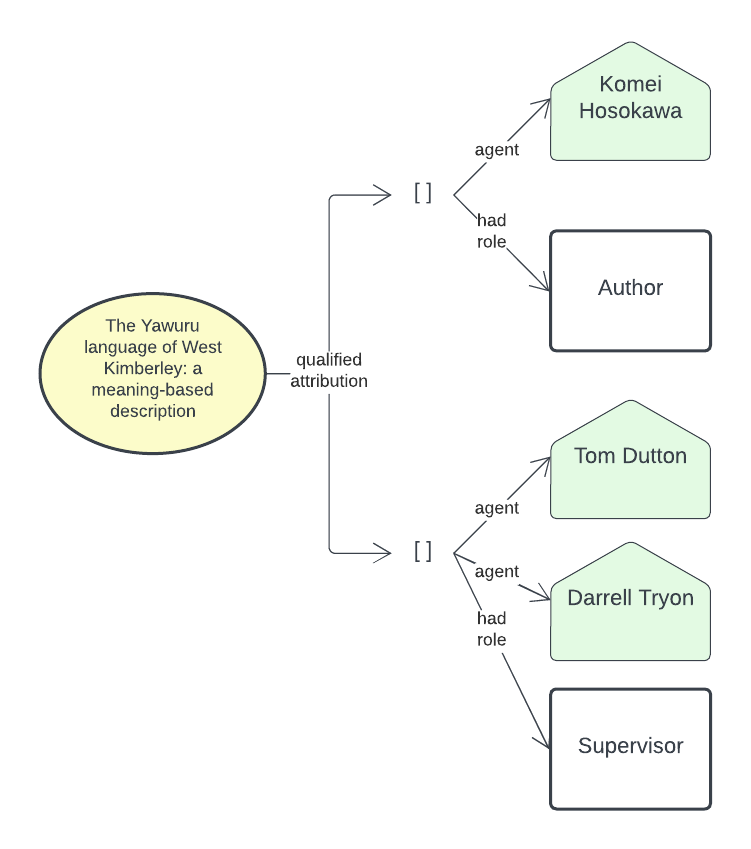 Komei
Hosokawa
agent
[ ]
had
role
Author
The Yawuru
language of West
Kimberley: a
meaning-based
description
qualified
attribution
Tom Dutton
agent
[ ]
agent
Darrell Tryon
had
role
Supervisor